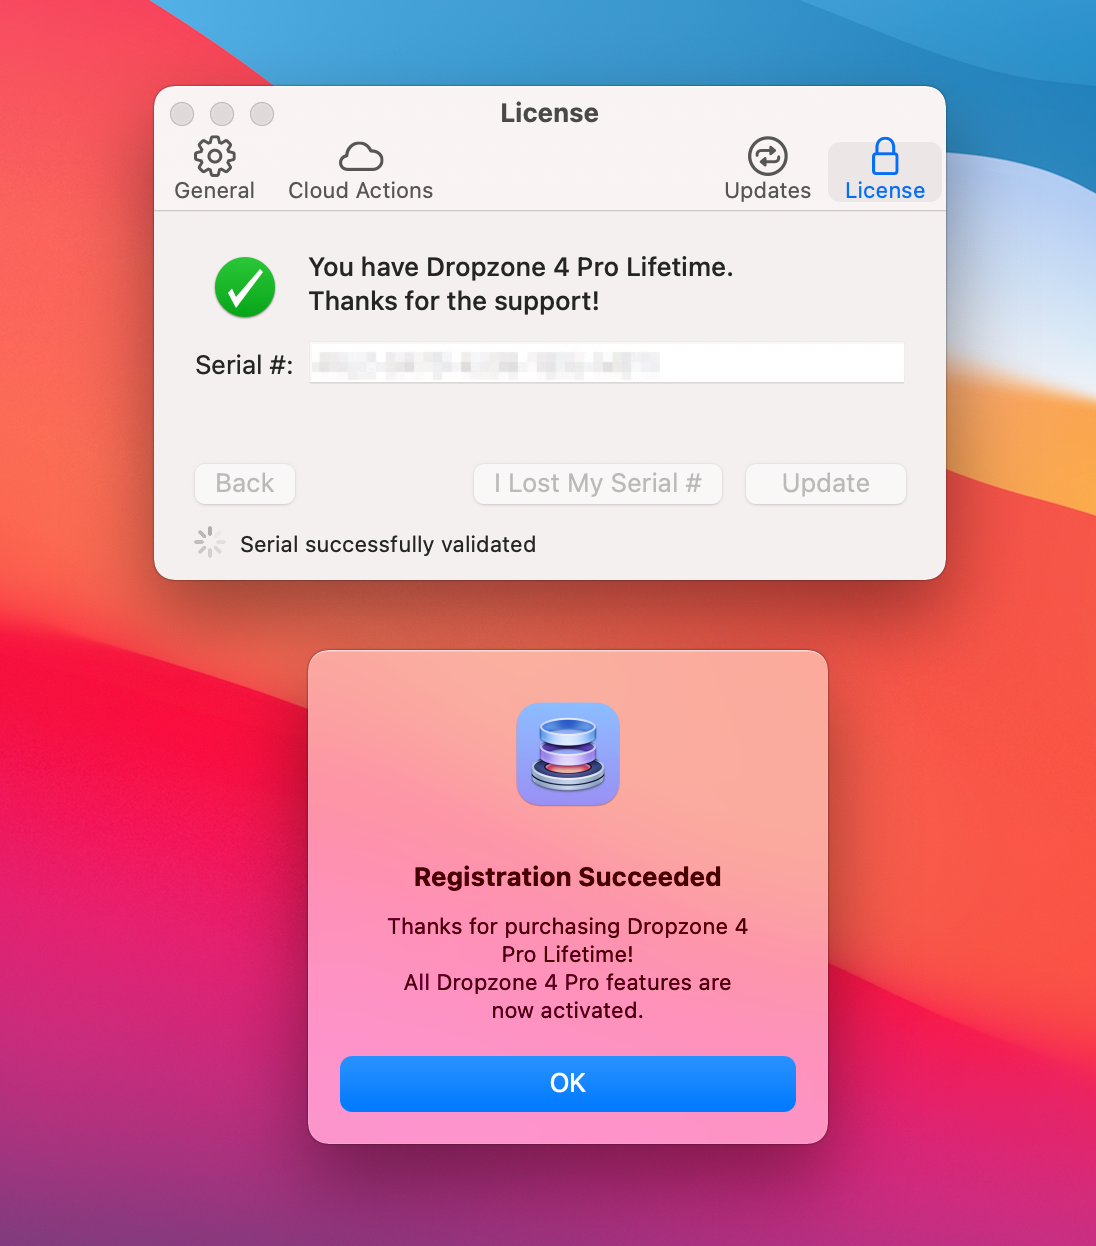 License
General
Cloud Actions
Updates
License
You have Dropzone 4 Pro Lifetime.
Thanks for the support!
Serial #:
Back
I Lost My Serial #
Update
Serial successfully validated
Registration Succeeded
Thanks for purchasing Dropzone 4
Pro Lifetime!
All Dropzone 4 Pro features are
now activated.
OK